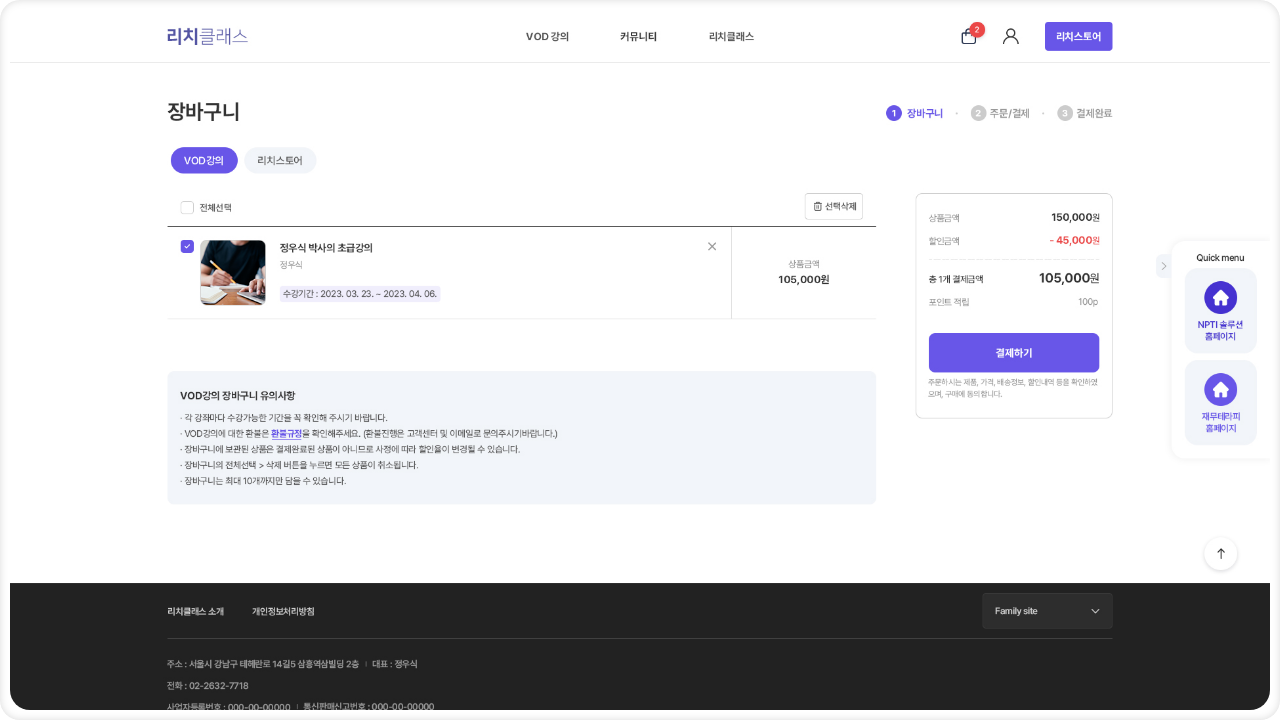 리치클래스
VOD 강의
커뮤니티
리치클래스
2
리치스토어
장바구니
1 장바구니 · 2 주문/결제 · 3 결제완료
VOD강의
리치스토어
전체선택
선택삭제
정우식 박사의 초급강의
정우식
수강기간 : 2023. 03. 23. ~ 2023. 04. 06.
상품금액
105,000원
상품금액 150,000원
할인금액 - 45,000원
총 1개 결제금액 105,000원
포인트 적립 100p
결제하기
주문하시는 제품, 가격, 배송정보, 할인내역 등을 확인하였
으며, 구매에 동의합니다.
Quick menu
NPTI 솔루션
홈페이지
재무테라피
홈페이지
VOD강의 장바구니 유의사항
· 각 강좌마다 수강가능한 기간을 꼭 확인해 주시기 바랍니다.
· VOD강의에 대한 환불은 환불규정을 확인해주세요. (환불진행은 고객센터 및 이메일로 문의주시기바랍니다.)
· 장바구니에 보관된 상품은 결제완료된 상품이 아니므로 사정에 따라 할인율이 변경될 수 있습니다.
· 장바구니의 전체선택 > 삭제 버튼을 누르면 모든 상품이 취소됩니다.
· 장바구니는 최대 10개까지만 담을 수 있습니다.
리치클래스 소개
개인정보처리방침
Family site
주소 : 서울시 강남구 테헤란로 14길5 삼흥역삼빌딩 2층 | 대표 : 정우식
전화 : 02-2632-7718
사업자등록번호 : 000-00-00000 | 통신판매신고번호 : 000-00-00000